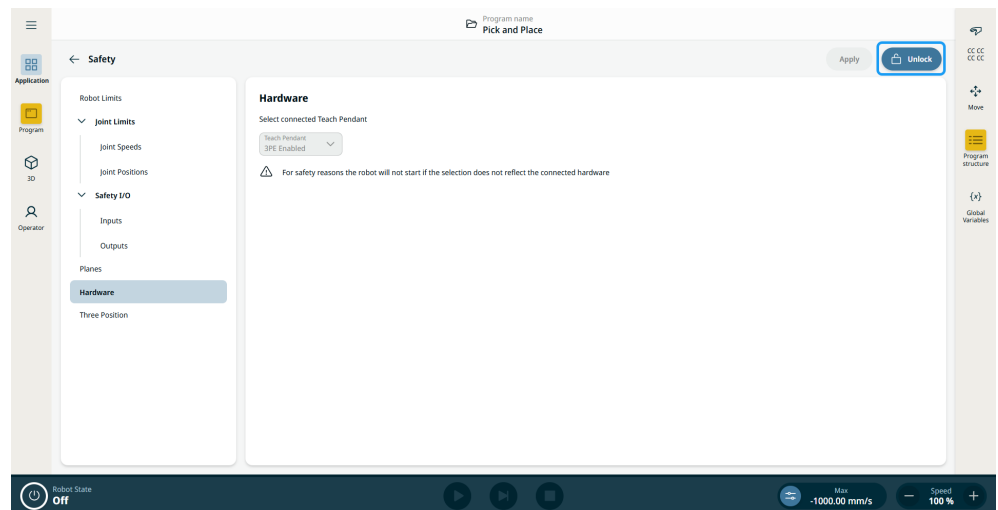 Program name
Pick and Place
Application
Program
3D
Operator
Safety
Apply
Unlock
Robot Limits
Joint Limits
Joint Speeds
Joint Positions
Safety I/O
Inputs
Outputs
Planes
Hardware
Three Position
Hardware
Select connected Teach Pendant
Teach Pendant
3PE Enabled
For safety reasons the robot will not start if the selection does not reflect the connected hardware
CC CC
CC CC
Move
Program
structure
{x}
Global
Variables
Robot State
Off
Max
-1000.00 mm/s
Speed
100 %